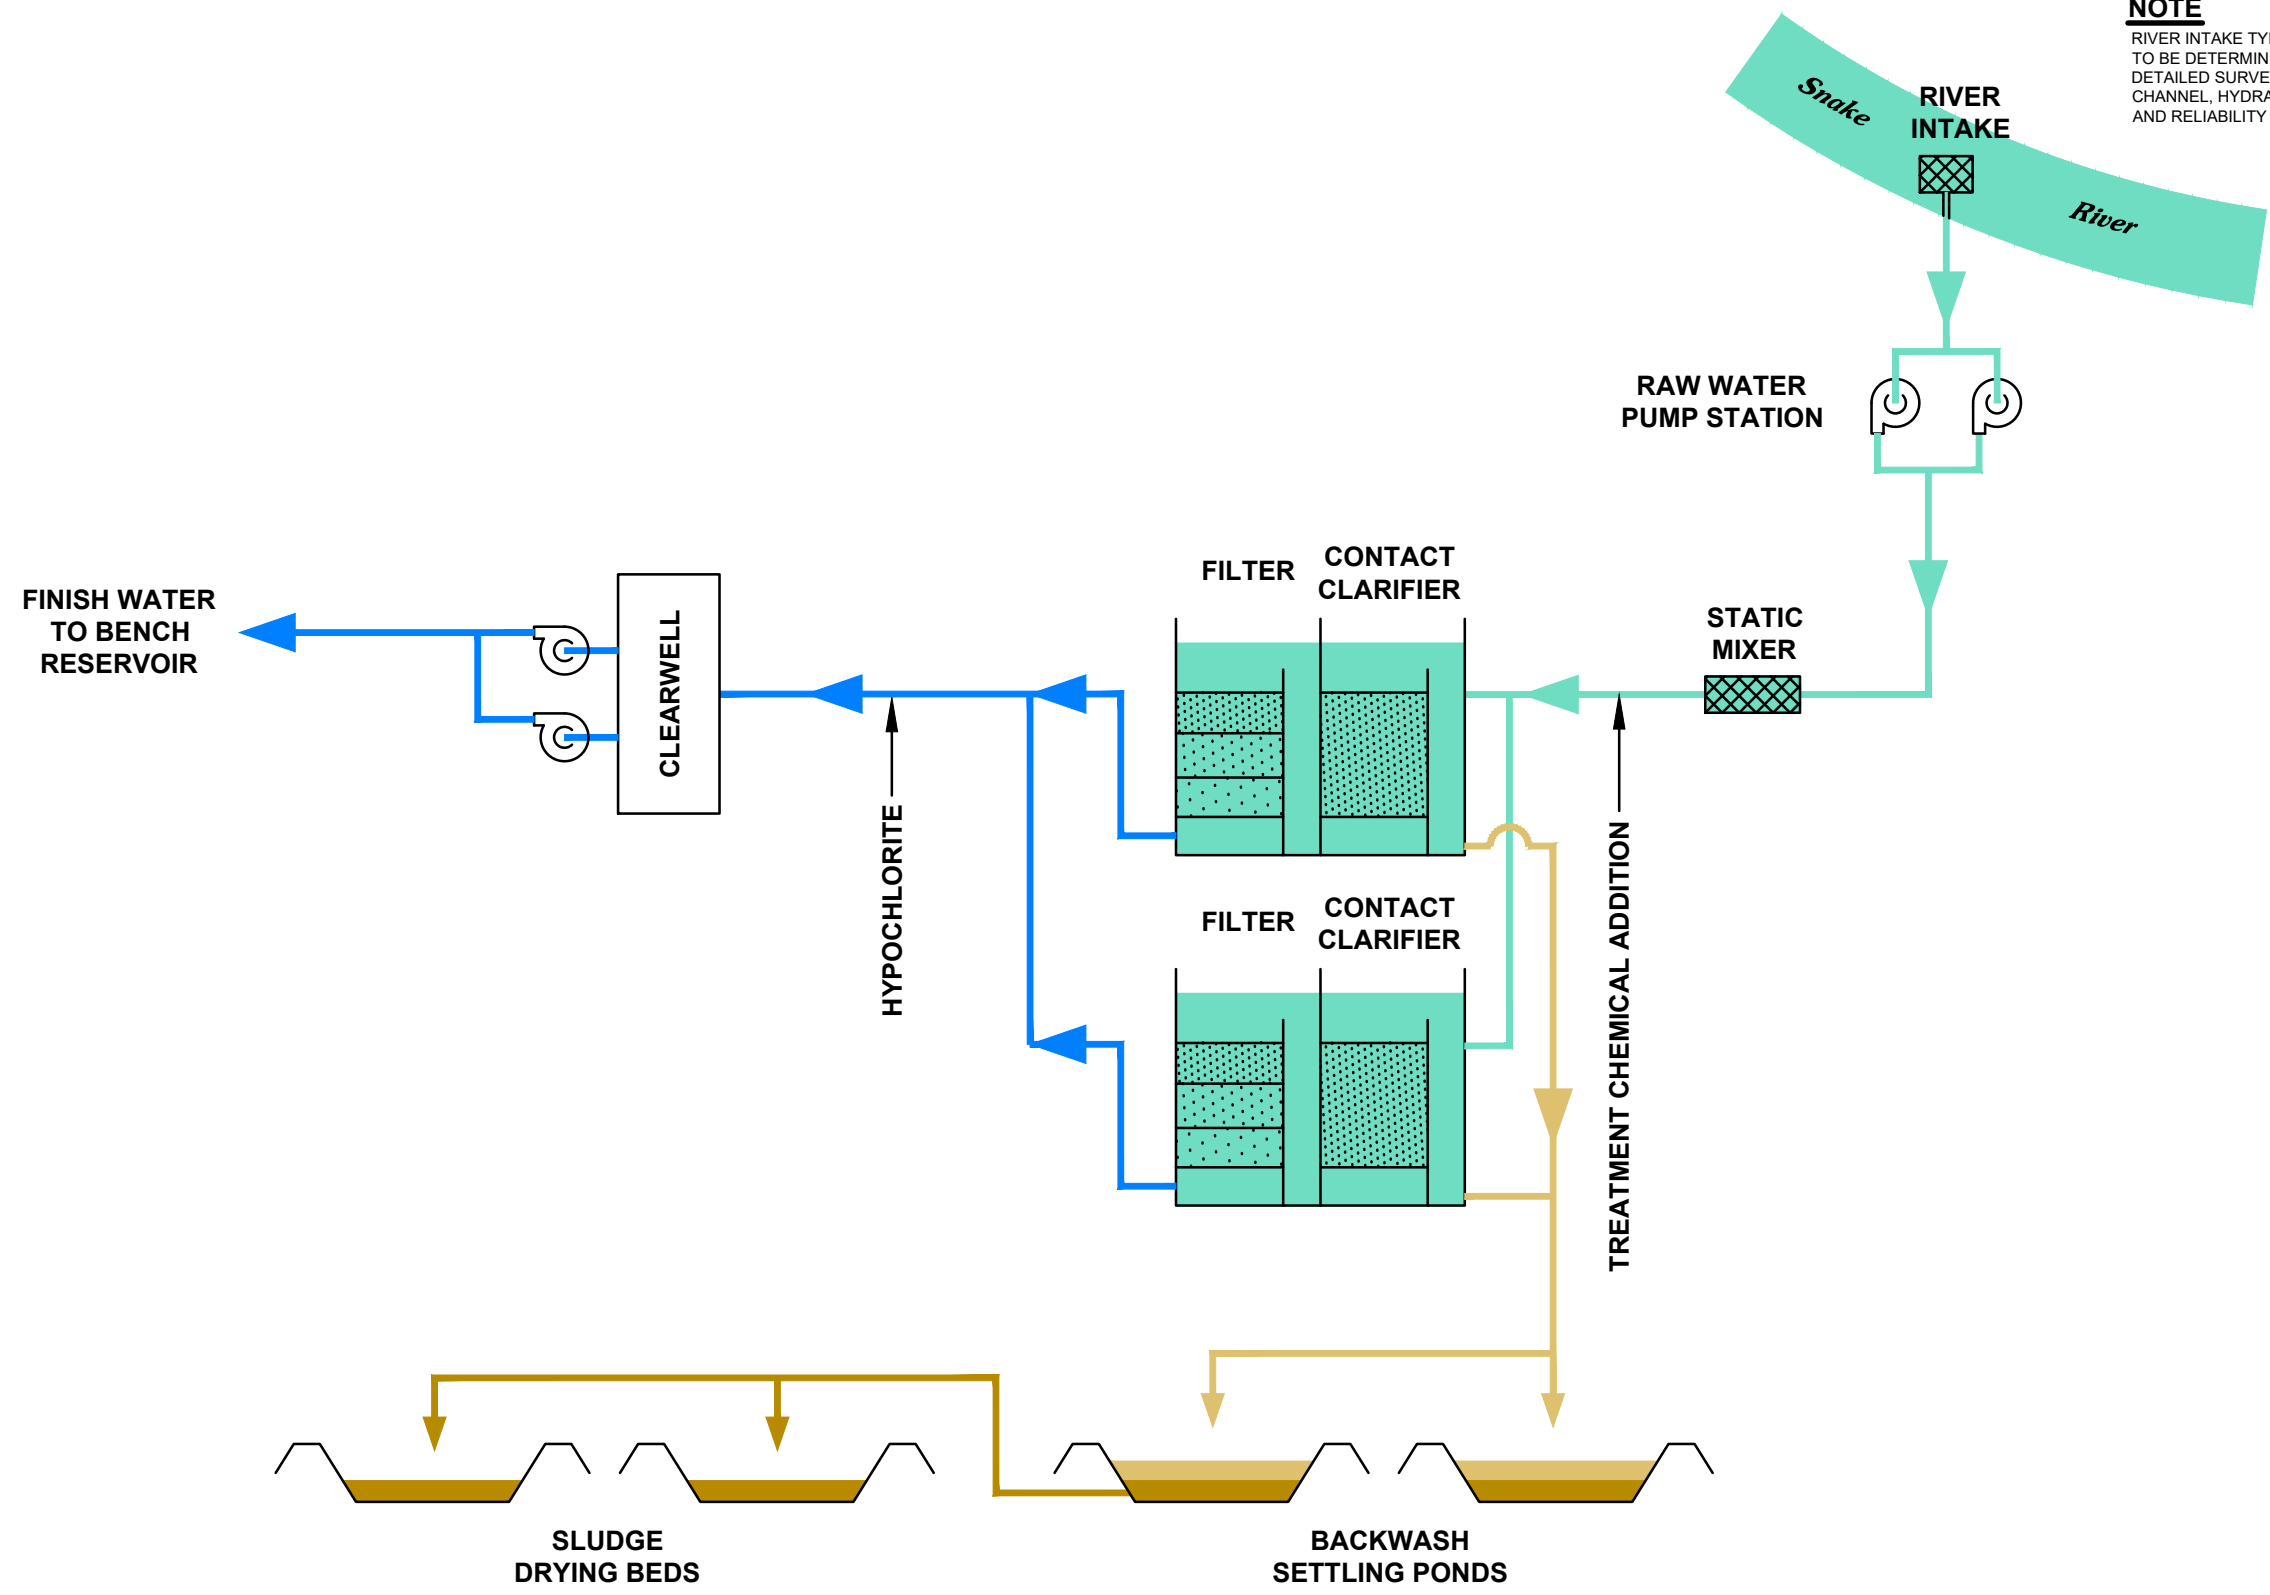 NOTE
RIVER INTAKE
TO BE
DETAILED
CHANNEL,
AND RELIABILITY
Snake
River
RIVER
INTAKE
RAW WATER
PUMP STATION
STATIC
MIXER
FILTER
CONTACT
CLARIFIER
FINISH WATER
TO BENCH
RESERVOIR
CLEARWELL
HYPOCHLORITE
TREATMENT CHEMICAL ADDITION
FILTER
CONTACT
CLARIFIER
SLUDGE
DRYING BEDS
BACKWASH
SETTLING PONDS